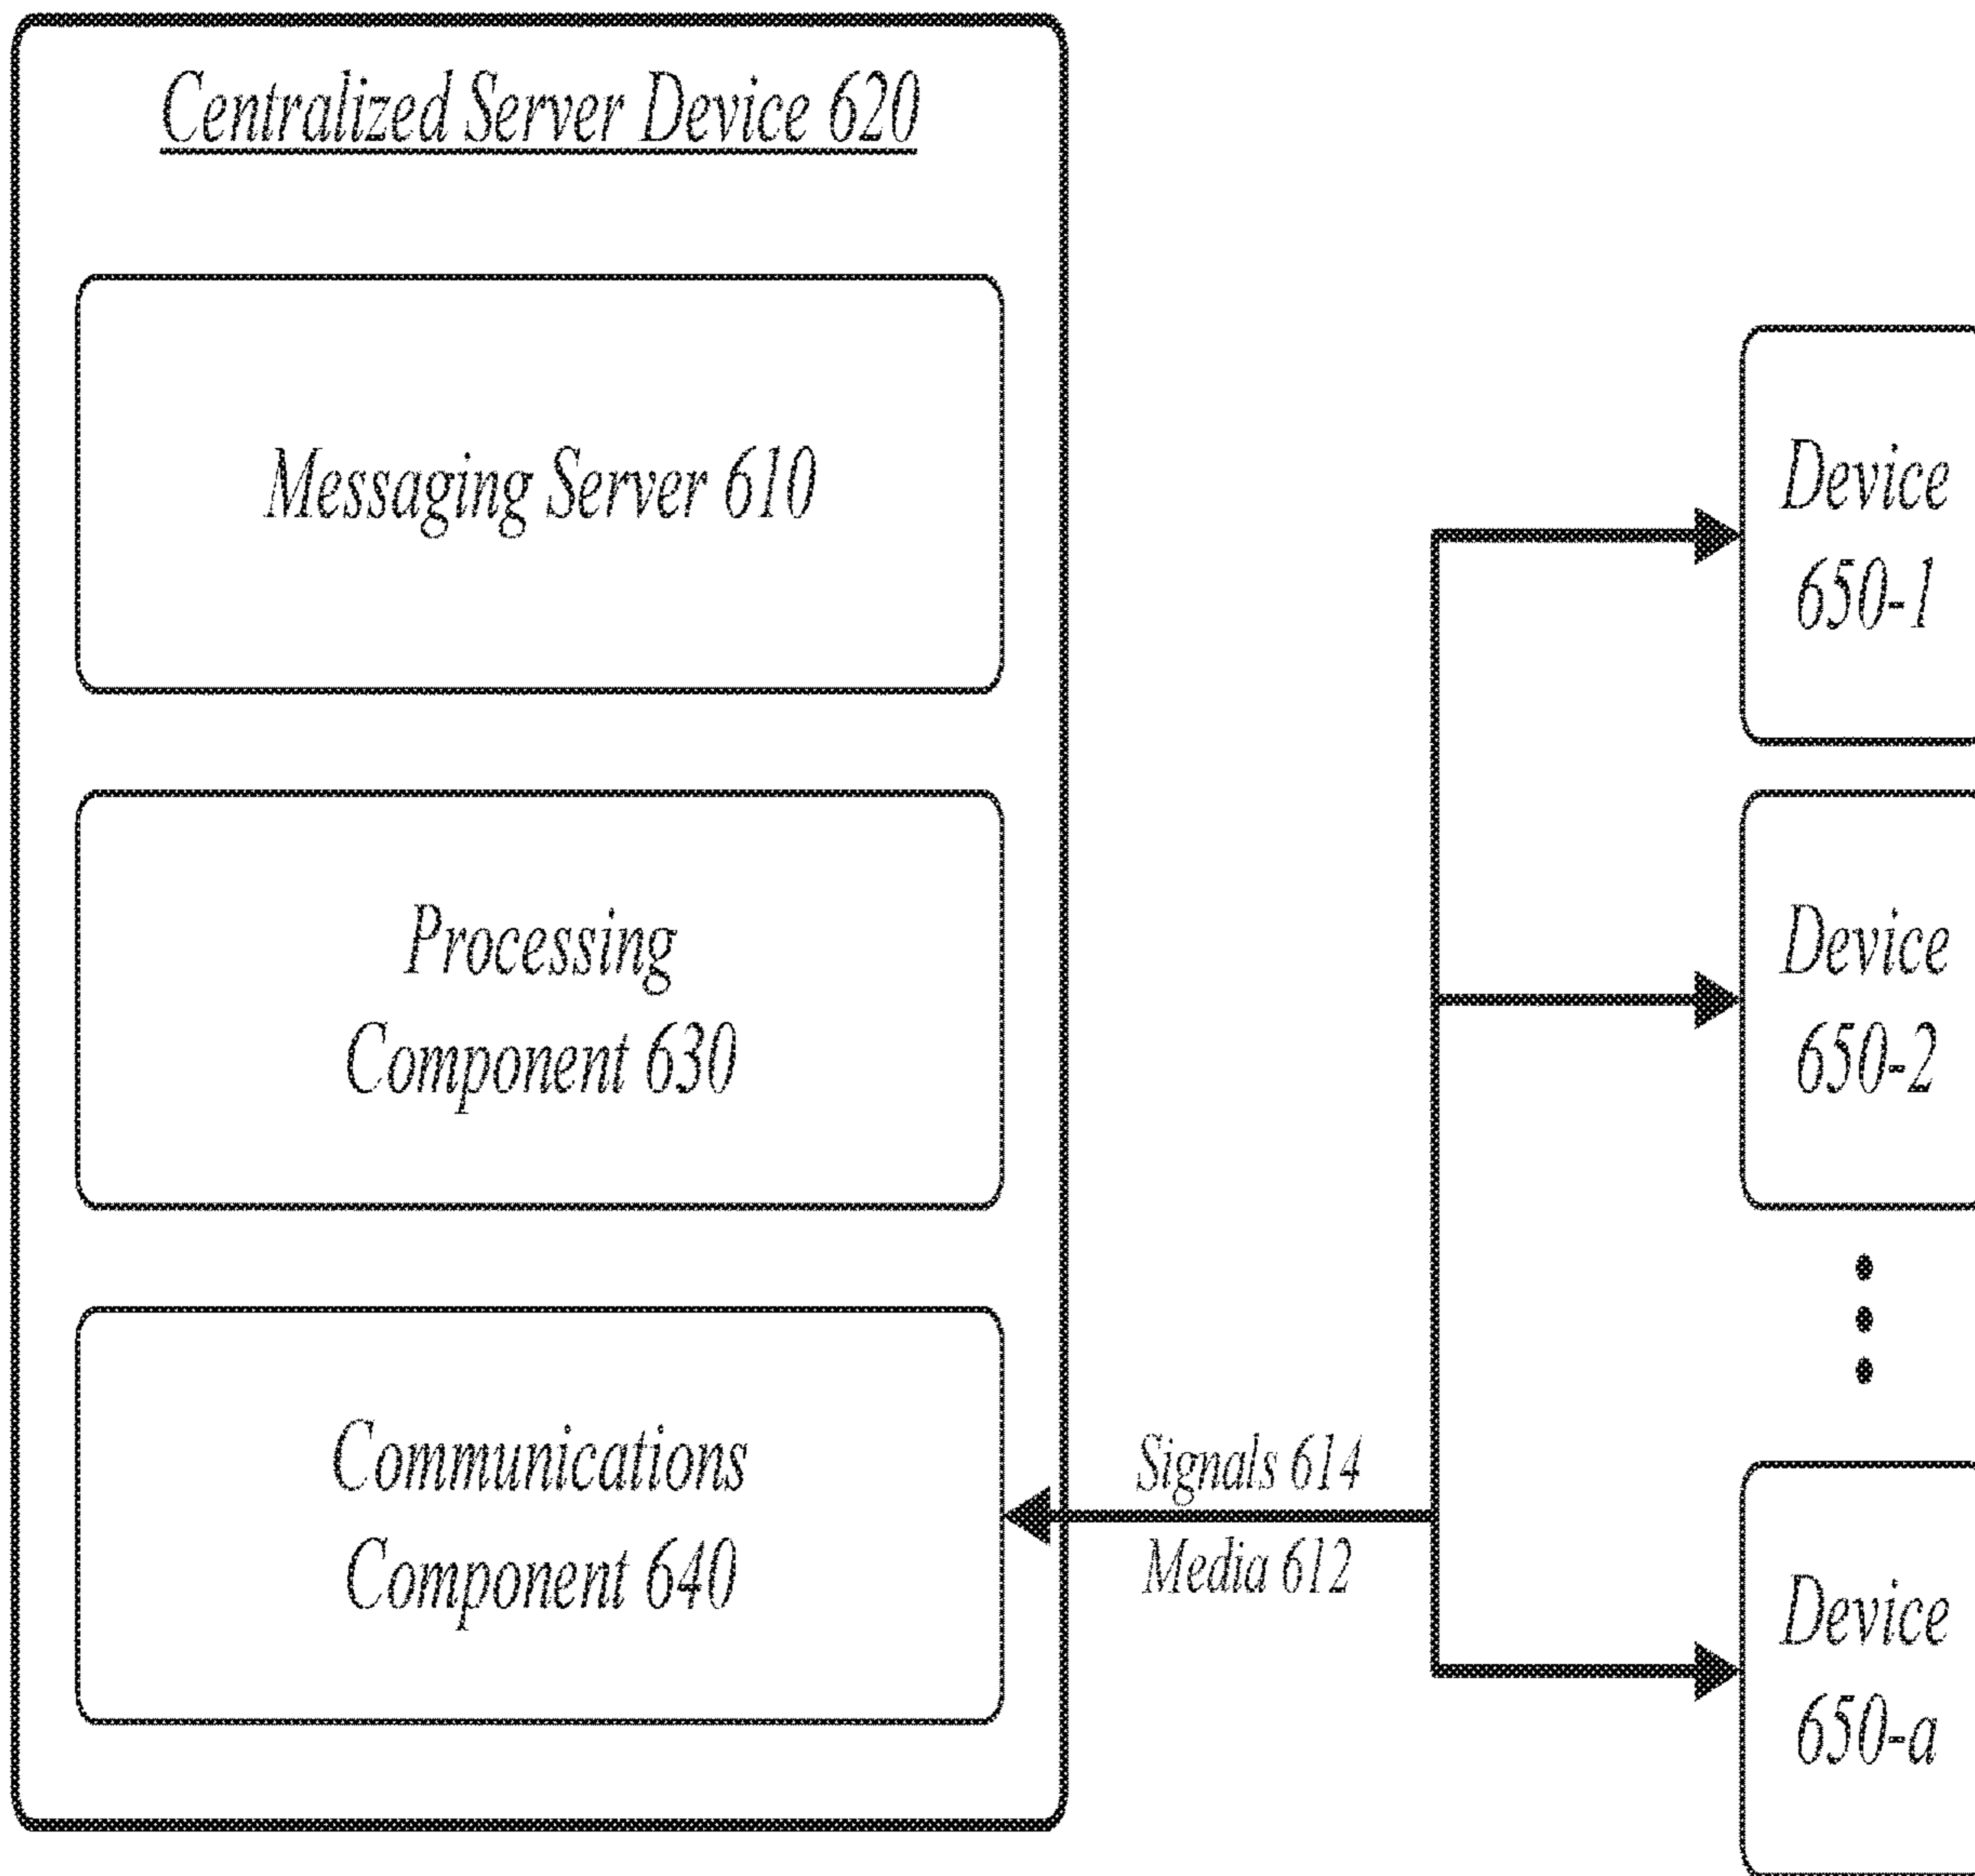 Centralized Server Device 620
Messaging Server 610
Processing
Component 630
Communications
Component 640
Signals 614
Media 612
Device
650-1
Device
650-2
Device
650-a